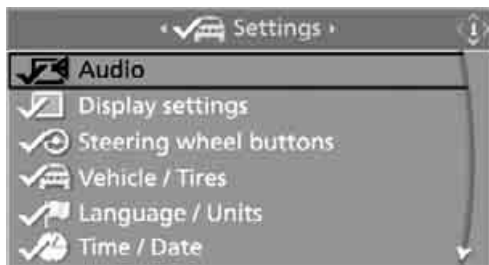 Settings
Audio
Display settings
Steering wheel buttons
Vehicle / Tires
Language / Units
Time / Date